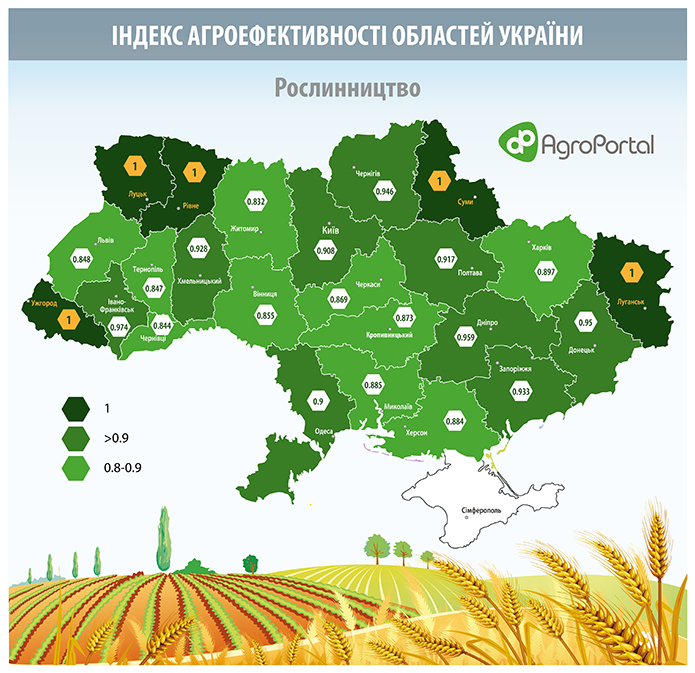 ІНДЕКС АГРОЕФЕКТИВНОСТІ ОБЛАСТЕЙ УКРАЇНИ
Рослинництво
AgroPortal
1
Луцьк
1
Рівне
0.832
Житомир
Київ
0.908
Чернігів
0.946
1
Суми
Львів
0.848
Тернопіль
0.847
0.928
Хмельницький
Вінниця
0.855
Черкаси
0.869
0.917
Полтава
Харків
0.897
1
Луганськ
Ужгород
1
Івано-
Франківськ
0.974
0.844
Чернівці
0.873
Кропивницький
Дніпро
0.959
0.95
Донецьк
Запоріжжя
0.933
0.9
Одеса
0.885
Миколаїв
0.884
Херсон
Сімферополь
1
>0.9
0.8-0.9